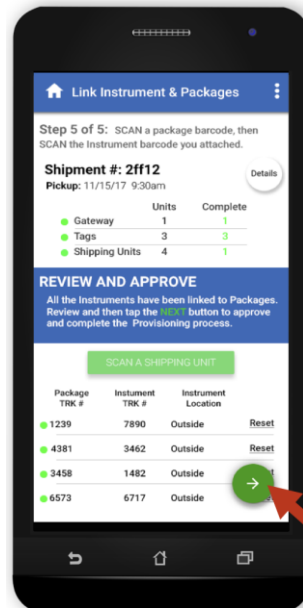 Link Instrument & Packages
Step 5 of 5: SCAN a package barcode, then
SCAN the Instrument barcode you attached.
Shipment #: 2ff12
Details
Pickup: 11/15/17 9:30am
Units Complete
Gateway 1 1
Tags 3 3
Shipping Units 4 1
REVIEW AND APPROVE
All the Instruments have been linked to Packages.
Review and then tap the NEXT button to approve
and complete the Provisioning process.
SCAN A SHIPPING UNIT
Package Instument Instrument
TRK # TRK # Location
1239 7890 Outside Reset
4381 3462 Outside Reset
3458 1482 Outside
6573 6717 Outside